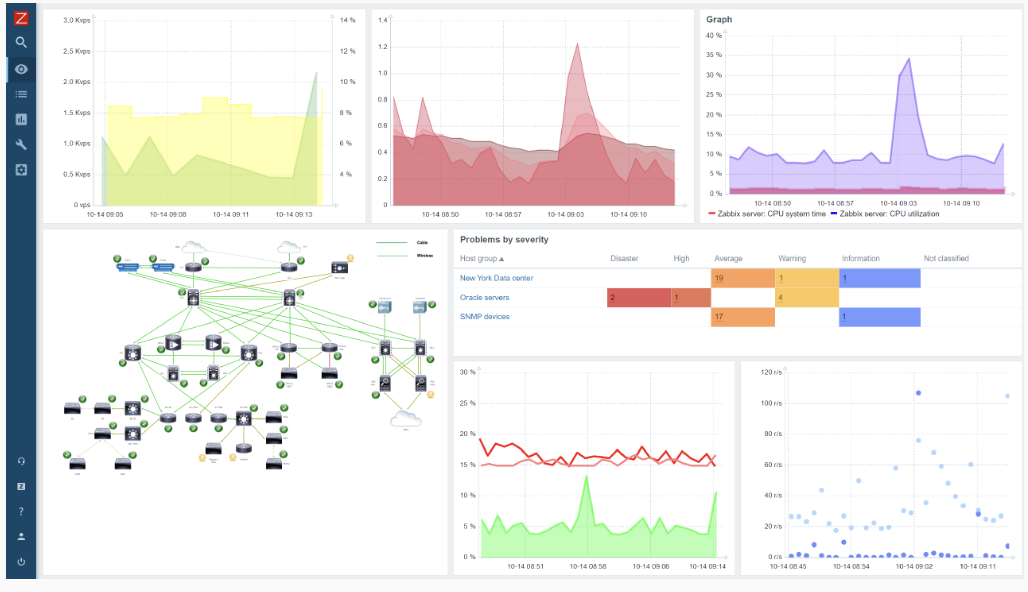 Z
3.0 Kvps
2.5 Kvps
2.0 Kvps
1.5 Kvps
1.0 Kvps
0.5 Kvps
0 vps
14 %
12 %
10 %
8 %
6 %
4 %
10-14 09:05
10-14 09:08
10-14 09:11
10-14 09:13
1.4
1.2
1.0
0.8
0.6
0.4
0.2
0
10-14 08:50
10-14 08:57
10-14 09:03
10-14 09:10
Graph
40 %
35 %
30 %
25 %
20 %
15 %
10 %
5 %
0 %
10-14 08:50
10-14 08:57
10-14 09:03
10-14 09:10
Zabbix server: CPU system time Zabbix server: CPU utilization
Cable
Wireless
Problems by severity
Host group Disaster High Average Warning Information Not classified
New York Data center 19 1 1
Oracle servers 2 1 4
SNMP devices 17 1
30 %
25 %
20 %
15 %
10 %
5 %
0 %
10-14 08:51
10-14 08:58
10-14 09:06
10-14 09:14
120 r/s
100 r/s
80 r/s
60 r/s
40 r/s
20 r/s
0 r/s
10-14 08:45
10-14 08:54
10-14 09:02
10-14 09:11
Z
?